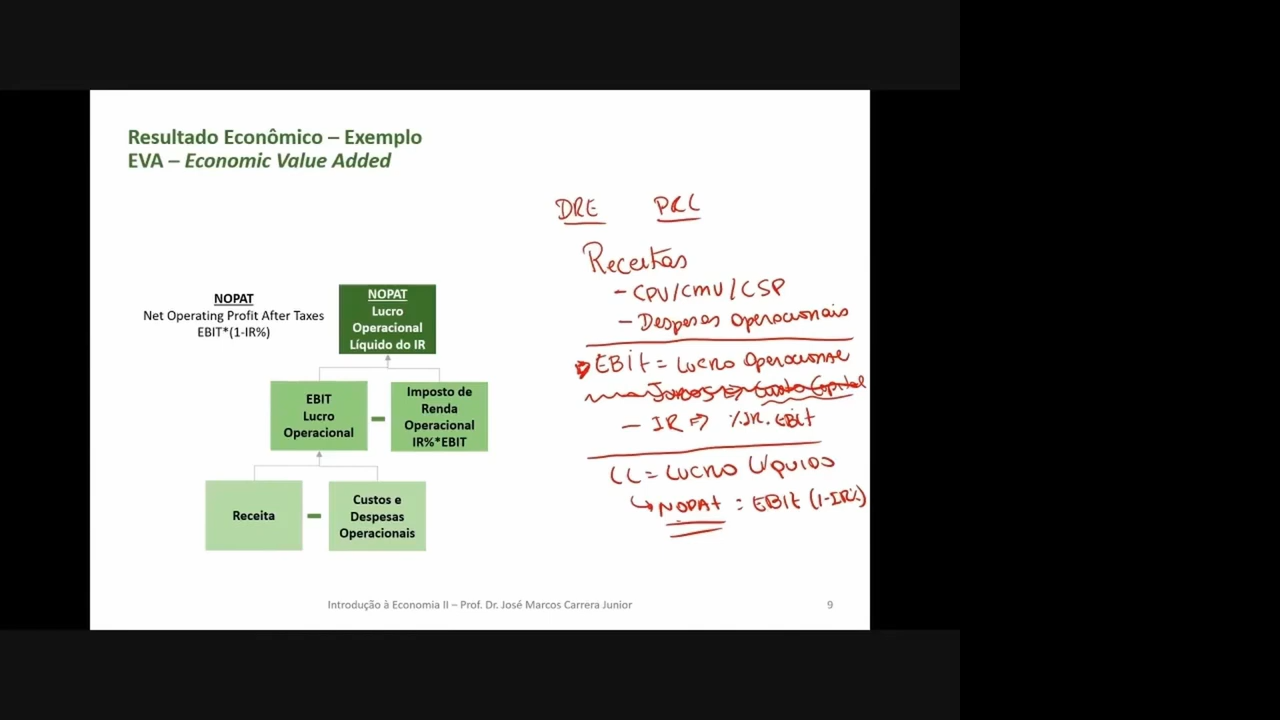 Resultado Econômico – Exemplo
EVA – Economic Value Added
NOPAT
Net Operating Profit After Taxes
EBIT*(1-IR%)
NOPAT
Lucro
Operacional
Líquido do IR
EBIT
Lucro
Operacional
-
Imposto de
Renda
Operacional
IR%*EBIT
Receita
-
Custos e
Despesas
Operacionais
DRE PRL
Receitas
- CPV/CMV/CSP
- Despesas Operacionais
EBIT = Lucro Operacional
Juros => Custo Capital
- IR => %IR.EBIT
LL = LUCRO LÍQUIDO
↳ NOPAT = EBIT (1-IR%)
Introdução à Economia II – Prof. Dr. José Marcos Carrera Junior
9